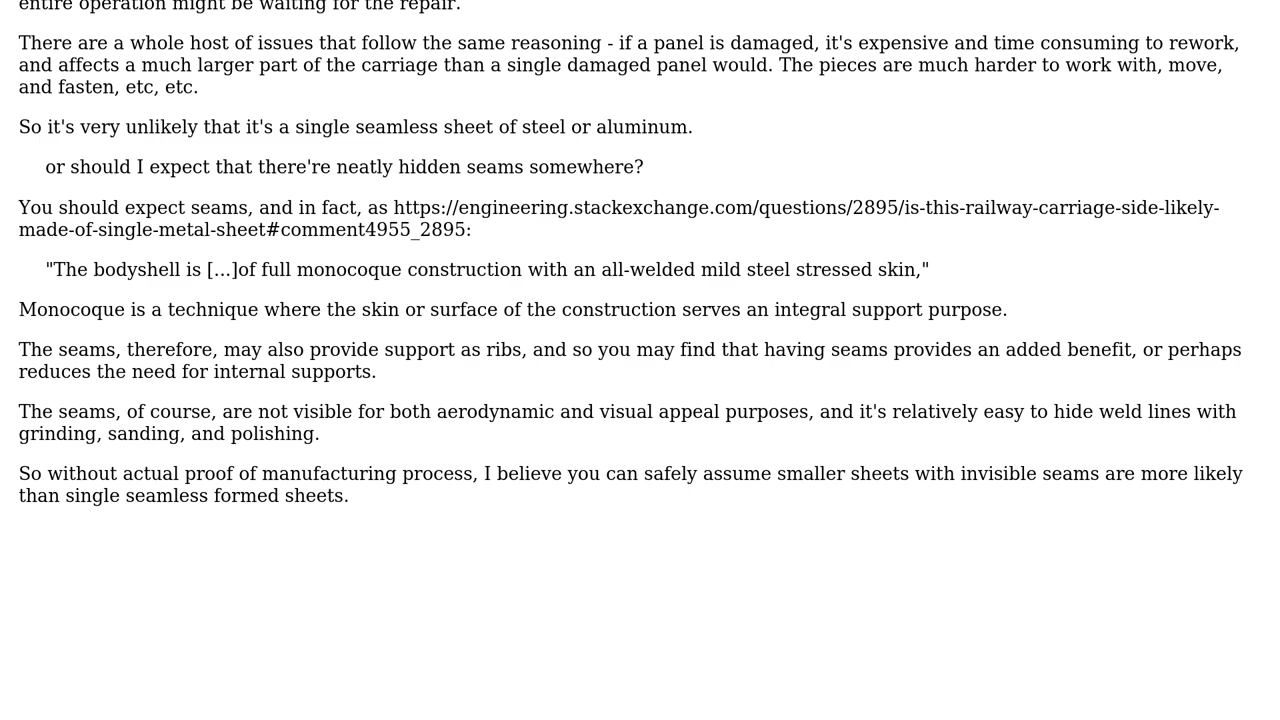 entire operation might be waiting for the repair.
There are a whole host of issues that follow the same reasoning - if a panel is damaged, it's expensive and time consuming to rework,
and affects a much larger part of the carriage than a single damaged panel would. The pieces are much harder to work with, move,
and fasten, etc, etc.
So it's very unlikely that it's a single seamless sheet of steel or aluminum.
or should I expect that there're neatly hidden seams somewhere?
You should expect seams, and in fact, as https://engineering.stackexchange.com/questions/2895/is-this-railway-carriage-side-likely-
made-of-single-metal-sheet#comment4955_2895:
"The bodyshell is [...]of full monocoque construction with an all-welded mild steel stressed skin,"
Monocoque is a technique where the skin or surface of the construction serves an integral support purpose.
The seams, therefore, may also provide support as ribs, and so you may find that having seams provides an added benefit, or perhaps
reduces the need for internal supports.
The seams, of course, are not visible for both aerodynamic and visual appeal purposes, and it's relatively easy to hide weld lines with
grinding, sanding, and polishing.
So without actual proof of manufacturing process, I believe you can safely assume smaller sheets with invisible seams are more likely
than single seamless formed sheets.